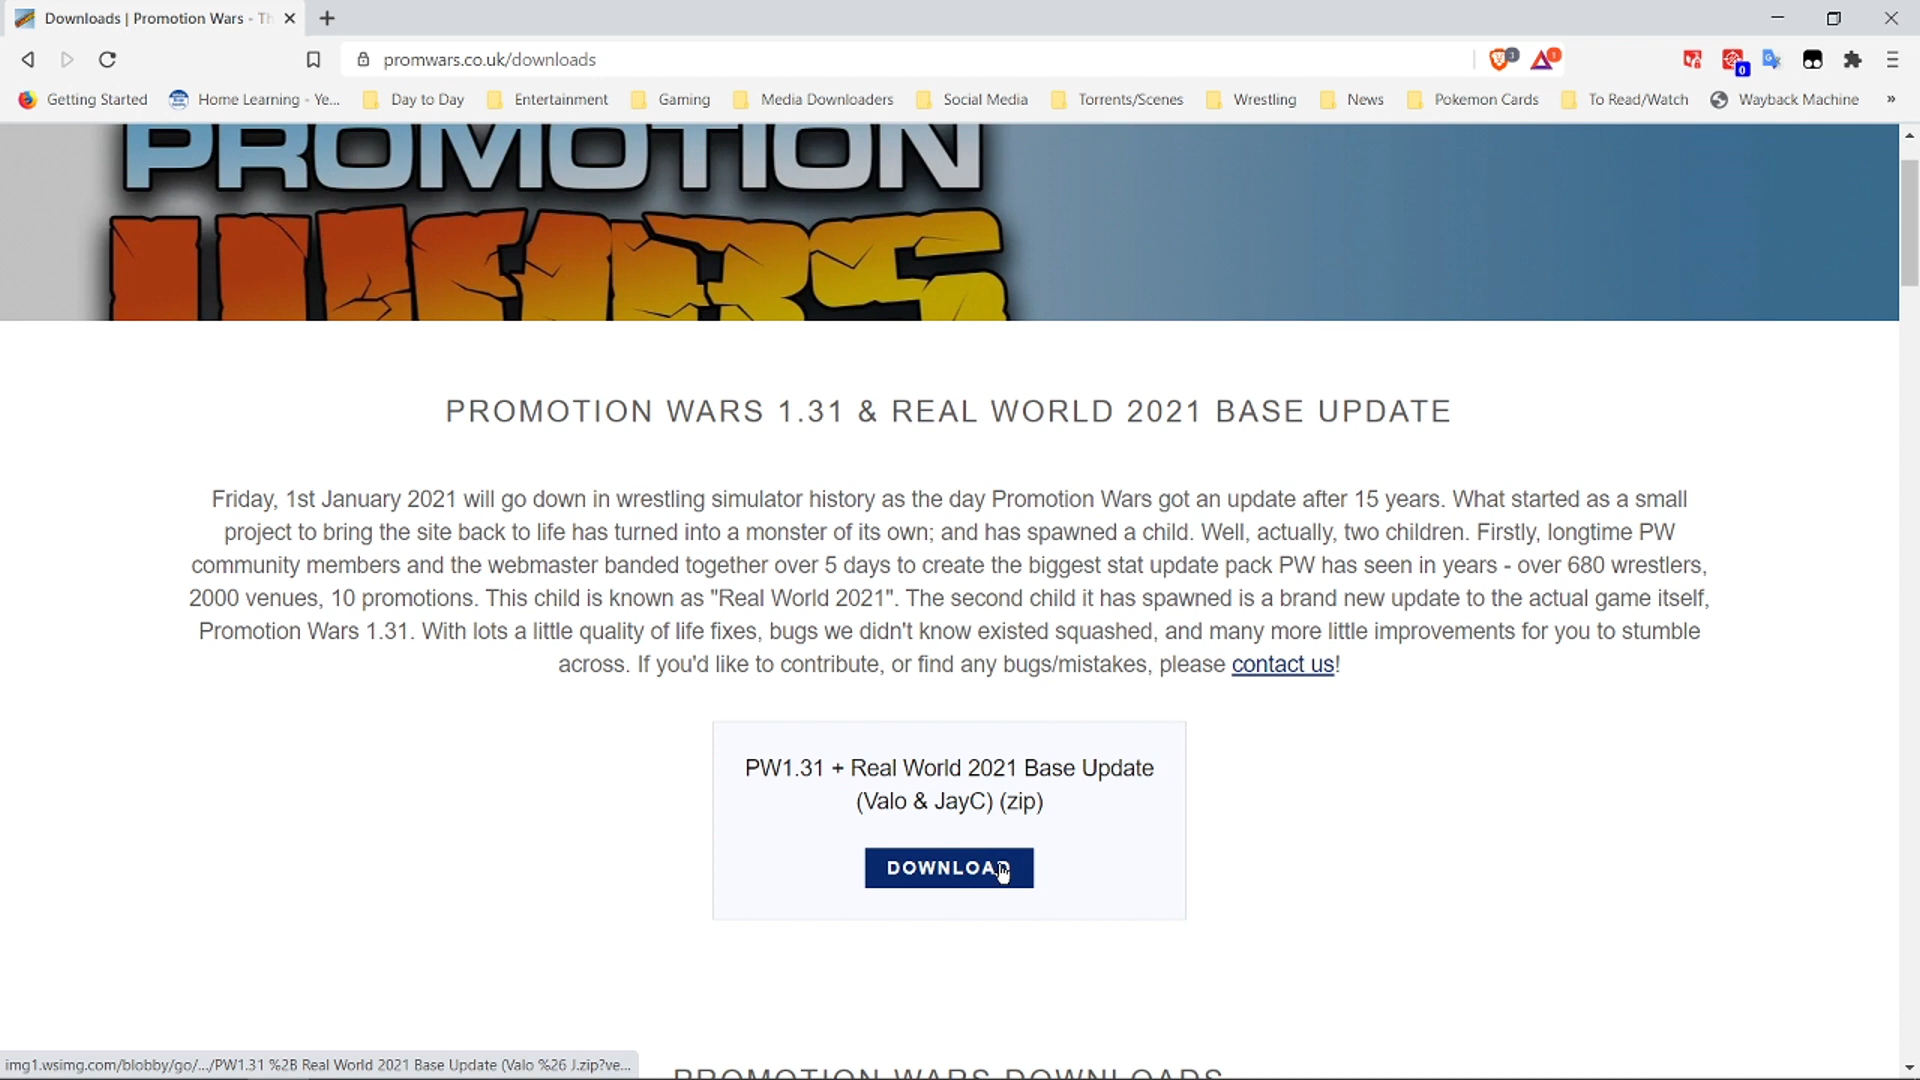 Downloads | Promotion Wars - Th
promwars.co.uk/downloads
3
1
0
Getting Started
Home Learning - Ye...
Day to Day
Entertainment
Gaming
Media Downloaders
Social Media
Torrents/Scenes
Wrestling
News
Pokemon Cards
To Read/Watch
Wayback Machine
»
PROMOTION
WARS
PROMOTION WARS 1.31 & REAL WORLD 2021 BASE UPDATE
Friday, 1st January 2021 will go down in wrestling simulator history as the day Promotion Wars got an update after 15 years. What started as a small
project to bring the site back to life has turned into a monster of its own; and has spawned a child. Well, actually, two children. Firstly, longtime PW
community members and the webmaster banded together over 5 days to create the biggest stat update pack PW has seen in years - over 680 wrestlers,
2000 venues, 10 promotions. This child is known as "Real World 2021". The second child it has spawned is a brand new update to the actual game itself,
Promotion Wars 1.31. With lots a little quality of life fixes, bugs we didn't know existed squashed, and many more little improvements for you to stumble
across. If you'd like to contribute, or find any bugs/mistakes, please contact us!
PW1.31 + Real World 2021 Base Update
(Valo & JayC) (zip)
DOWNLOAD
PROMOTION WARS DOWNLOADS
img1.wsimg.com/blobby/go/.../PW1.31 %2B Real World 2021 Base Update (Valo %26 J.zip?ve...